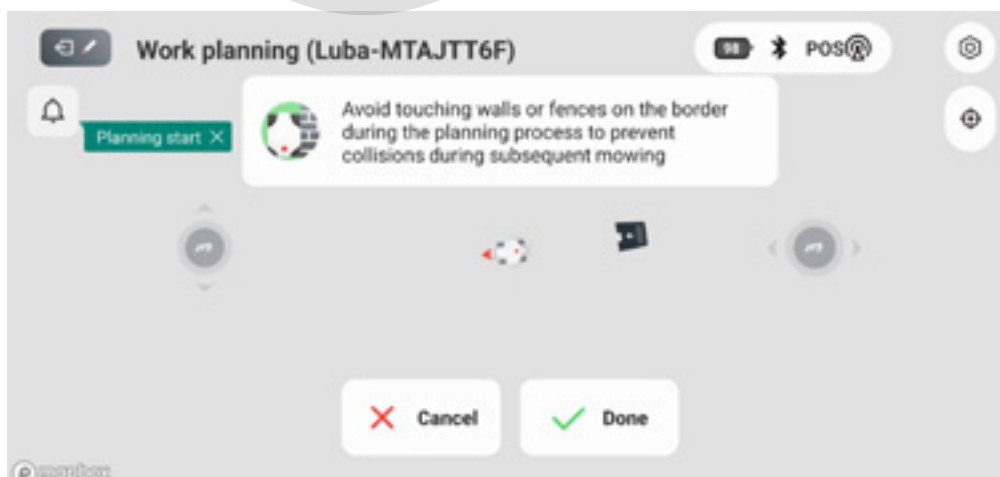 Work planning (Luba-MTAJTT6F)
98
POS
Planning start
Avoid touching walls or fences on the border
during the planning process to prevent
collisions during subsequent mowing
Cancel
Done
mapbox